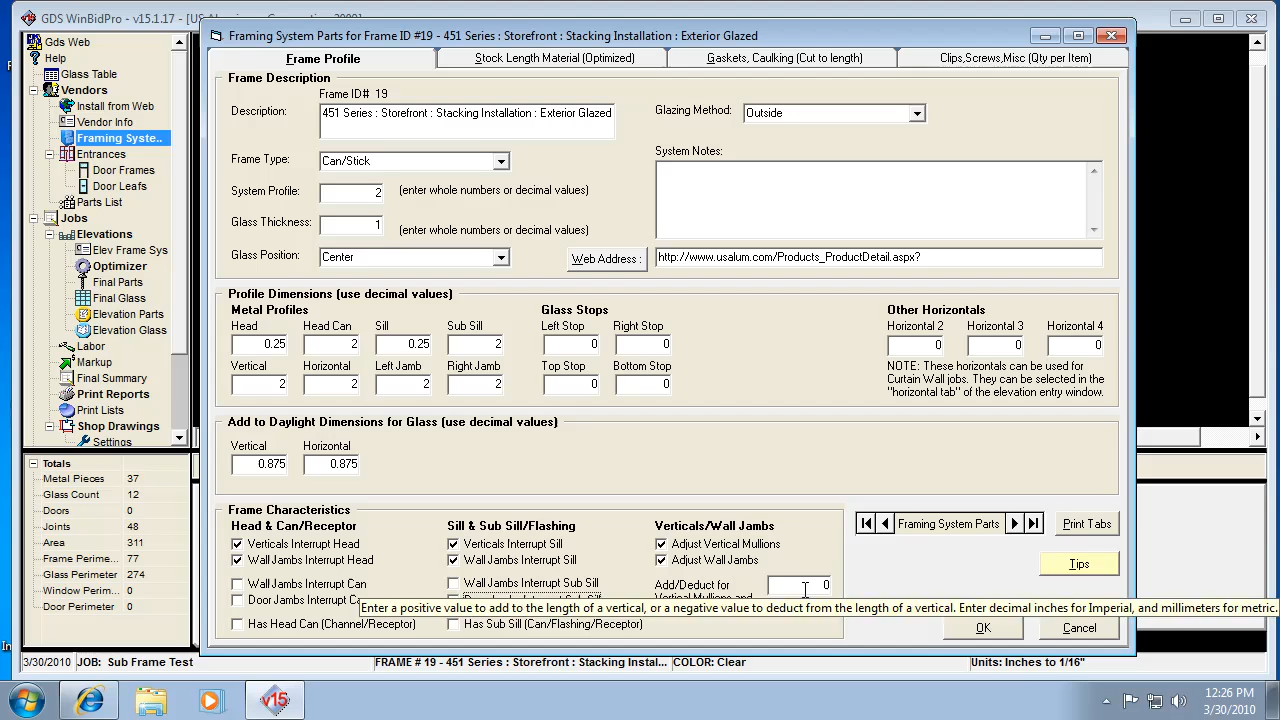 GDS WinBidPro - v15.1.17 - [US Al
Framing System Parts for Frame ID #19 - 451 Series : Storefront : Stacking Installation : Exterior Glazed
Gds Web
Help
Glass Table
Vendors
Install from Web
Vendor Info
Framing Syste..
Entrances
Door Frames
Door Leafs
Parts List
Jobs
Elevations
Elev Frame Sys
Optimizer
Final Parts
Final Glass
Elevation Parts
Elevation Glass
Labor
Markup
Final Summary
Print Reports
Print Lists
Shop Drawings
Settings
Totals
Metal Pieces 37
Glass Count 12
Doors 0
Joints 48
Area 311
Frame Perime... 77
Glass Perimeter 274
Window Perime... 0
Door Perimeter 0
Frame Profile
Stock Length Material (Optimized)
Gaskets, Caulking (Cut to length)
Clips,Screws,Misc (Qty per Item)
Frame Description
Frame ID# 19
Description: 451 Series : Storefront : Stacking Installation : Exterior Glazed
Glazing Method: Outside
System Notes:
Frame Type: Can/Stick
System Profile: 2 (enter whole numbers or decimal values)
Glass Thickness: 1 (enter whole numbers or decimal values)
Glass Position: Center
Web Address : http://www.usalum.com/Products_ProductDetail.aspx?
Profile Dimensions (use decimal values)
Metal Profiles Glass Stops Other Horizontals
Head Head Can Sill Sub Sill Left Stop Right Stop Horizontal 2 Horizontal 3 Horizontal 4
0.25 2 0.25 2 0 0 0 0 0
Vertical Horizontal Left Jamb Right Jamb Top Stop Bottom Stop
2 2 2 2 0 0
NOTE: These horizontals can be used for
Curtain Wall jobs. They can be selected in the
"horizontal tab" of the elevation entry window.
Add to Daylight Dimensions for Glass (use decimal values)
Vertical Horizontal
0.875 0.875
Frame Characteristics
Head & Can/Receptor Sill & Sub Sill/Flashing Verticals/Wall Jambs
Verticals Interrupt Head Verticals Interrupt Sill Adjust Vertical Mullions
Wall Jambs Interrupt Head Wall Jambs Interrupt Sill Adjust Wall Jambs
Wall Jambs Interrupt Can Wall Jambs Interrupt Sub Sill Add/Deduct for 0
Door Jambs Interrupt
Enter a positive value to add to the length of a vertical, or a negative value to deduct from the length of a vertical. Enter decimal inches for Imperial, and millimeters for metric.
Has Head Can (Channel/Receptor) Has Sub Sill (Can/Flashing/Receptor)
Framing System Parts
Print Tabs
Tips
OK Cancel
3/30/2010 JOB: Sub Frame Test FRAME # 19 - 451 Series : Storefront : Stacking Instal... COLOR: Clear Units: Inches to 1/16"
v15
12:26 PM
3/30/2010